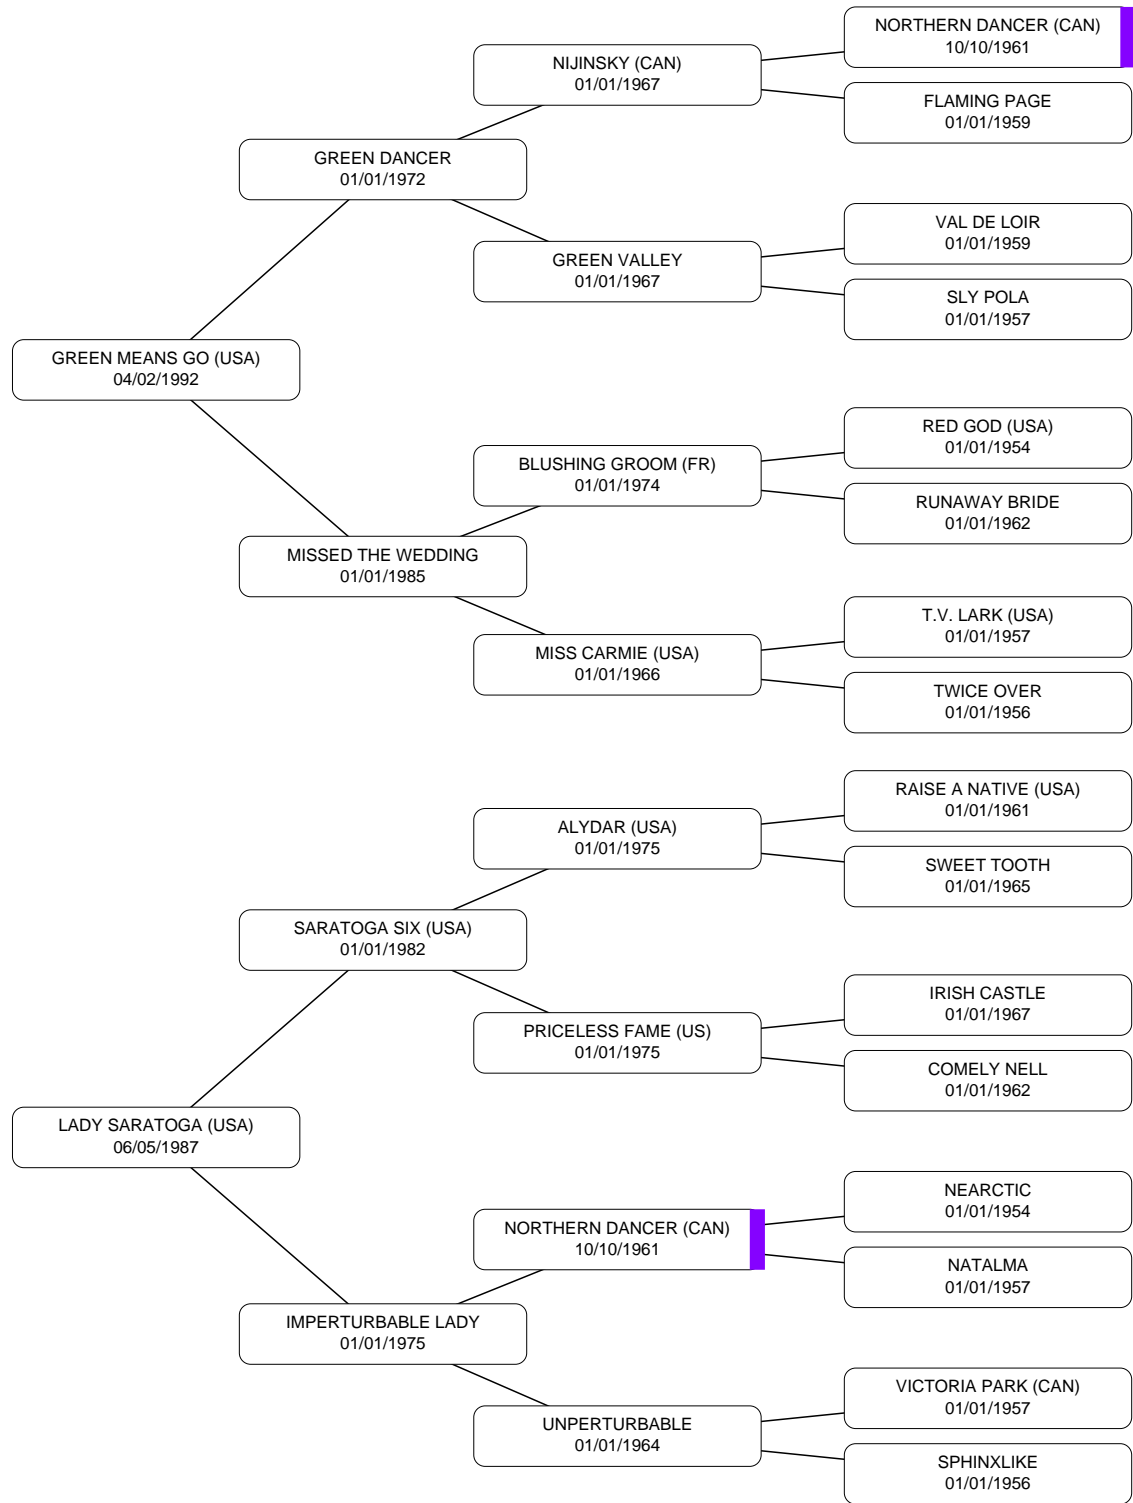 NORTHERN DANCER (CAN)
10/10/1961
NIJINSKY (CAN)
01/01/1967
FLAMING PAGE
01/01/1959
GREEN DANCER
01/01/1972
VAL DE LOIR
01/01/1959
GREEN VALLEY
01/01/1967
SLY POLA
01/01/1957
GREEN MEANS GO (USA)
04/02/1992
RED GOD (USA)
01/01/1954
BLUSHING GROOM (FR)
01/01/1974
RUNAWAY BRIDE
01/01/1962
MISSED THE WEDDING
01/01/1985
T.V. LARK (USA)
01/01/1957
MISS CARMIE (USA)
01/01/1966
TWICE OVER
01/01/1956
RAISE A NATIVE (USA)
01/01/1961
ALYDAR (USA)
01/01/1975
SWEET TOOTH
01/01/1965
SARATOGA SIX (USA)
01/01/1982
IRISH CASTLE
01/01/1967
PRICELESS FAME (US)
01/01/1975
COMELY NELL
01/01/1962
LADY SARATOGA (USA)
06/05/1987
NEARCTIC
01/01/1954
NORTHERN DANCER (CAN)
10/10/1961
NATALMA
01/01/1957
IMPERTURBABLE LADY
01/01/1975
VICTORIA PARK (CAN)
01/01/1957
UNPERTURBABLE
01/01/1964
SPHINXLIKE
01/01/1956